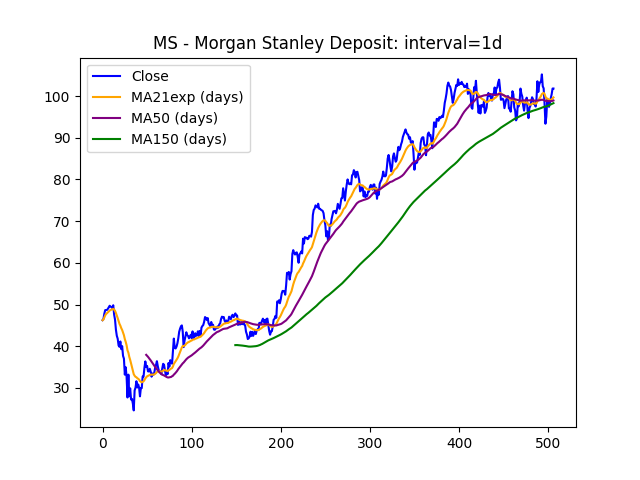 MS - Morgan Stanley Deposit: interval=1d
Close
MA21exp (days)
MA50 (days)
MA150 (days)
100
90
80
70
60
50
40
30
0 100 200 300 400 500